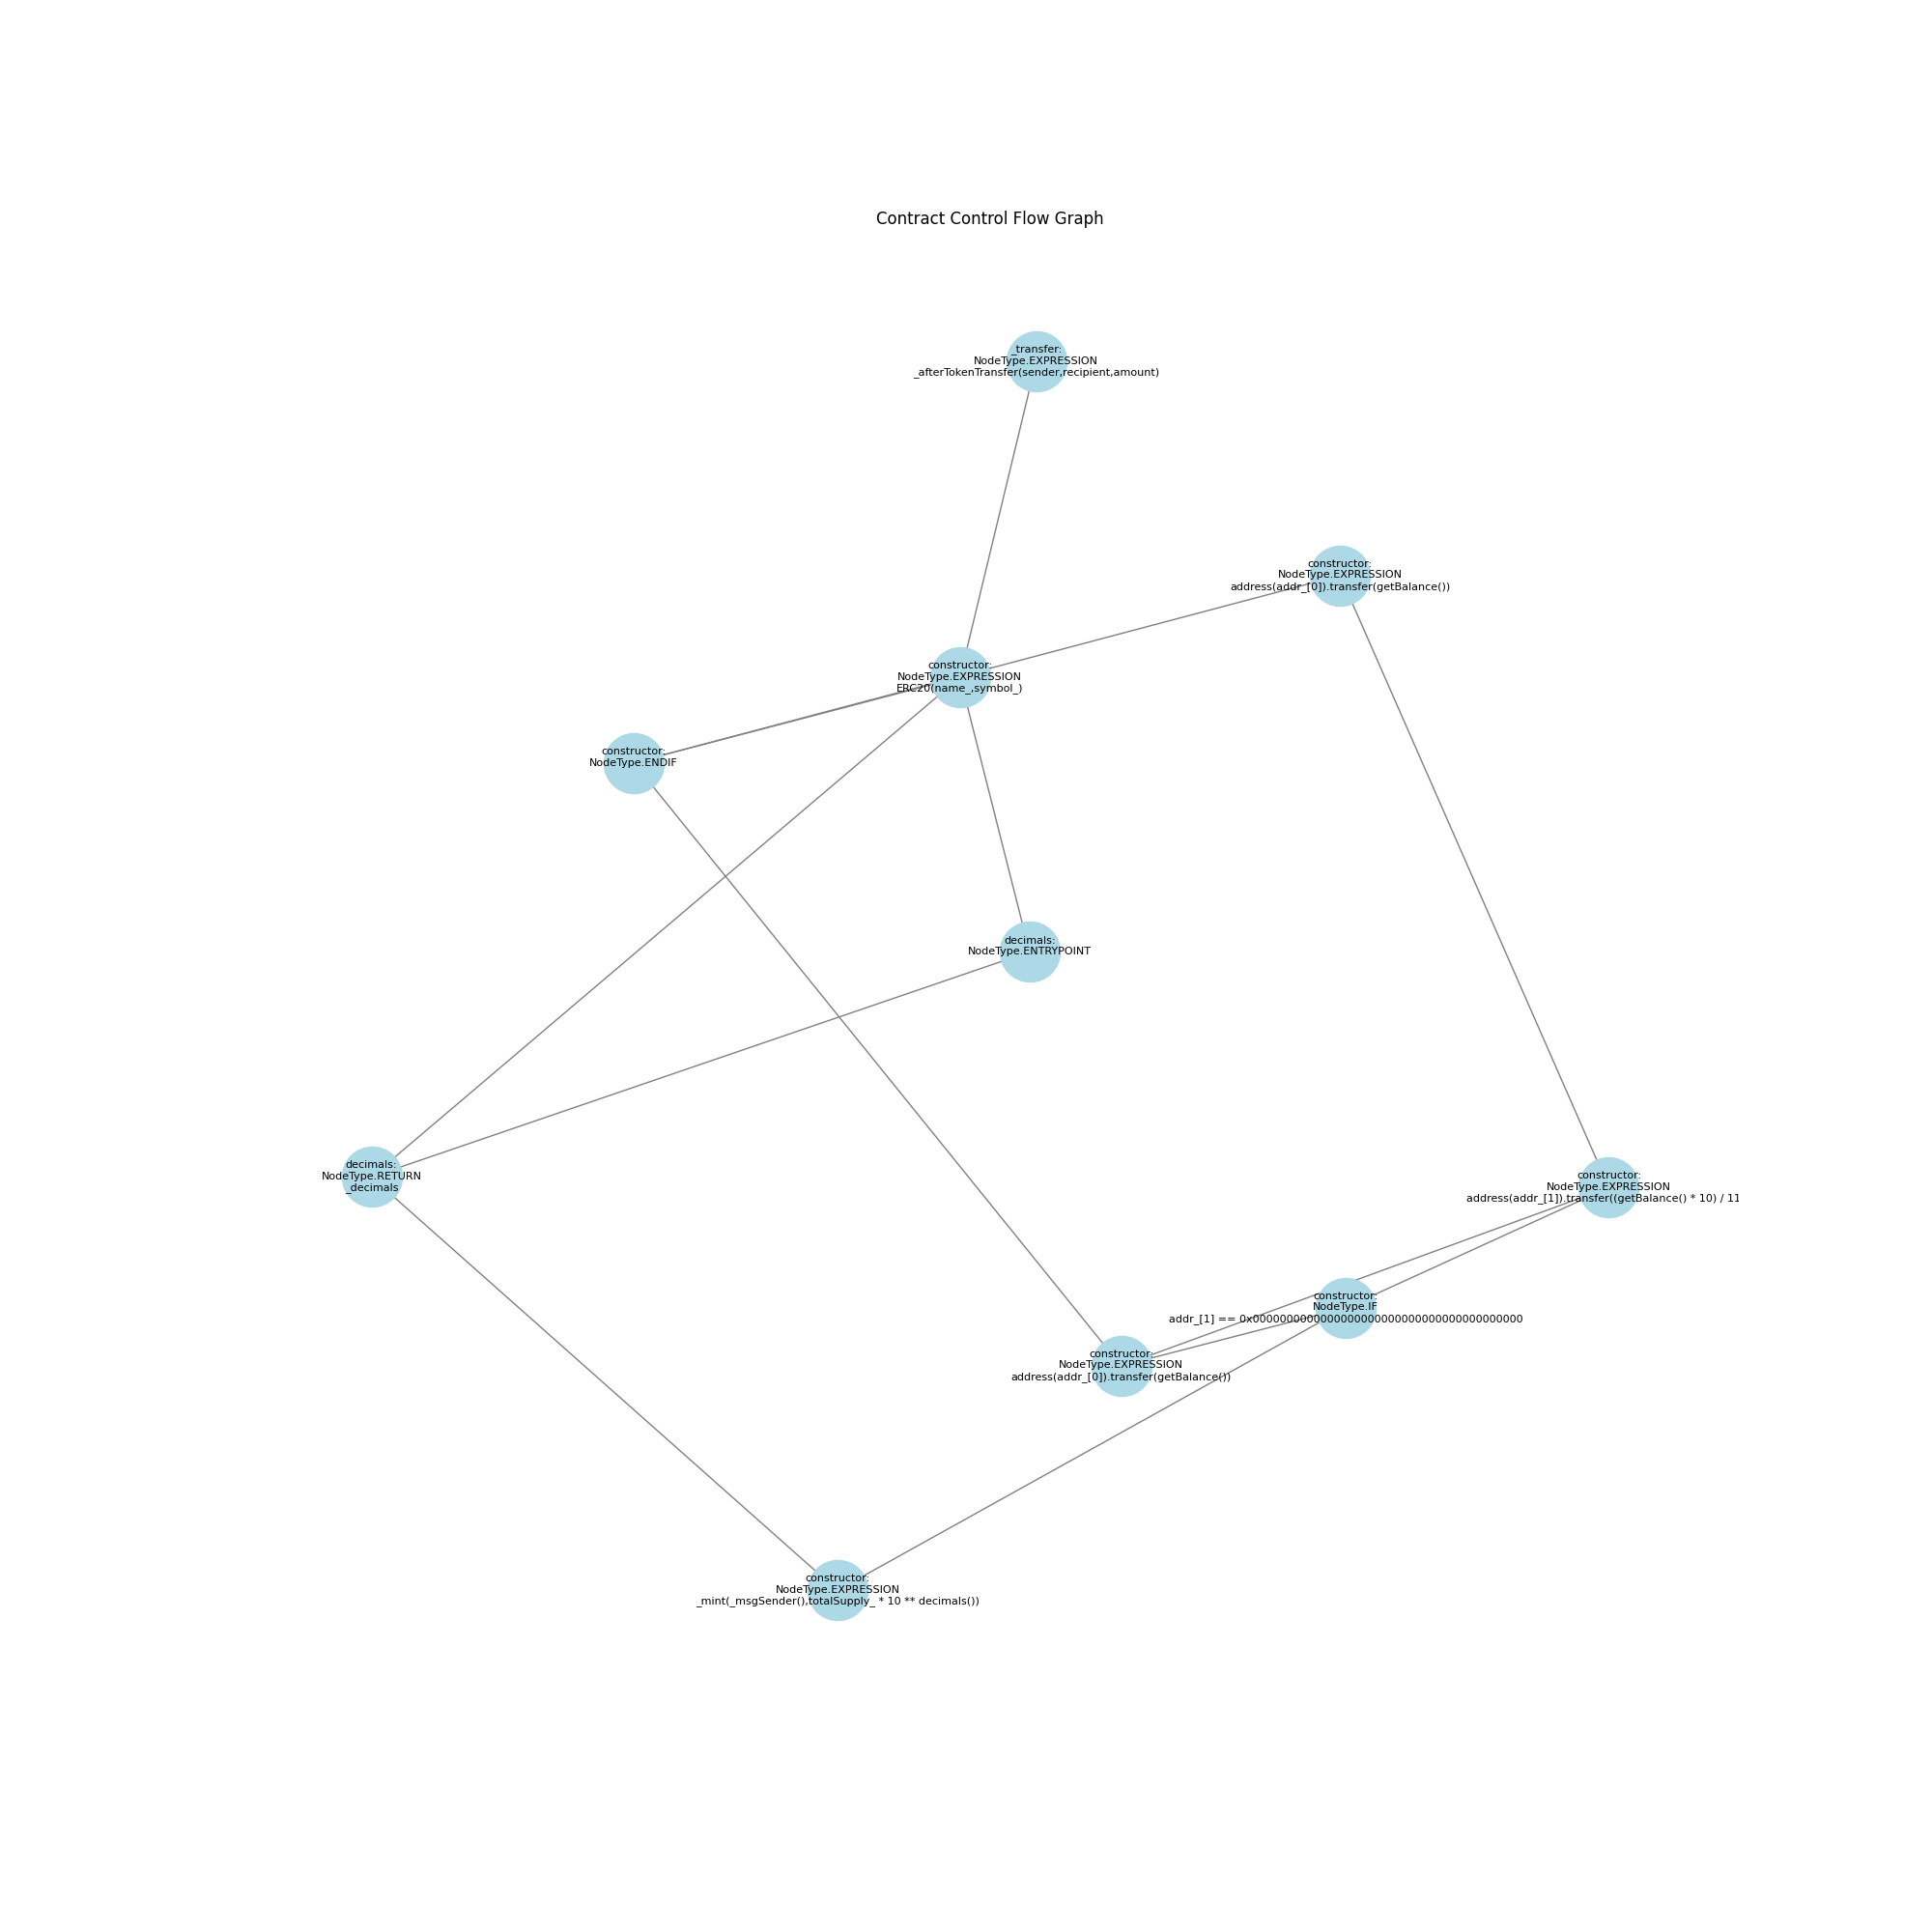 Contract Control Flow Graph
_transfer:
NodeType.EXPRESSION
_afterTokenTransfer(sender,recipient,amount)
constructor:
NodeType.EXPRESSION
address(addr_[0]).transfer(getBalance())
constructor:
NodeType.EXPRESSION
ERC20(name_,symbol_)
constructor:
NodeType.ENDIF
decimals:
NodeType.ENTRYPOINT
decimals:
NodeType.RETURN
_decimals
constructor:
NodeType.EXPRESSION
address(addr_[1]).transfer((getBalance() * 10) / 11
constructor:
NodeType.IF
addr_[1] == 0x0000000000000000000000000000000000000000
constructor:
NodeType.EXPRESSION
address(addr_[0]).transfer(getBalance())
constructor:
NodeType.EXPRESSION
_mint(_msgSender(),totalSupply_ * 10 ** decimals())